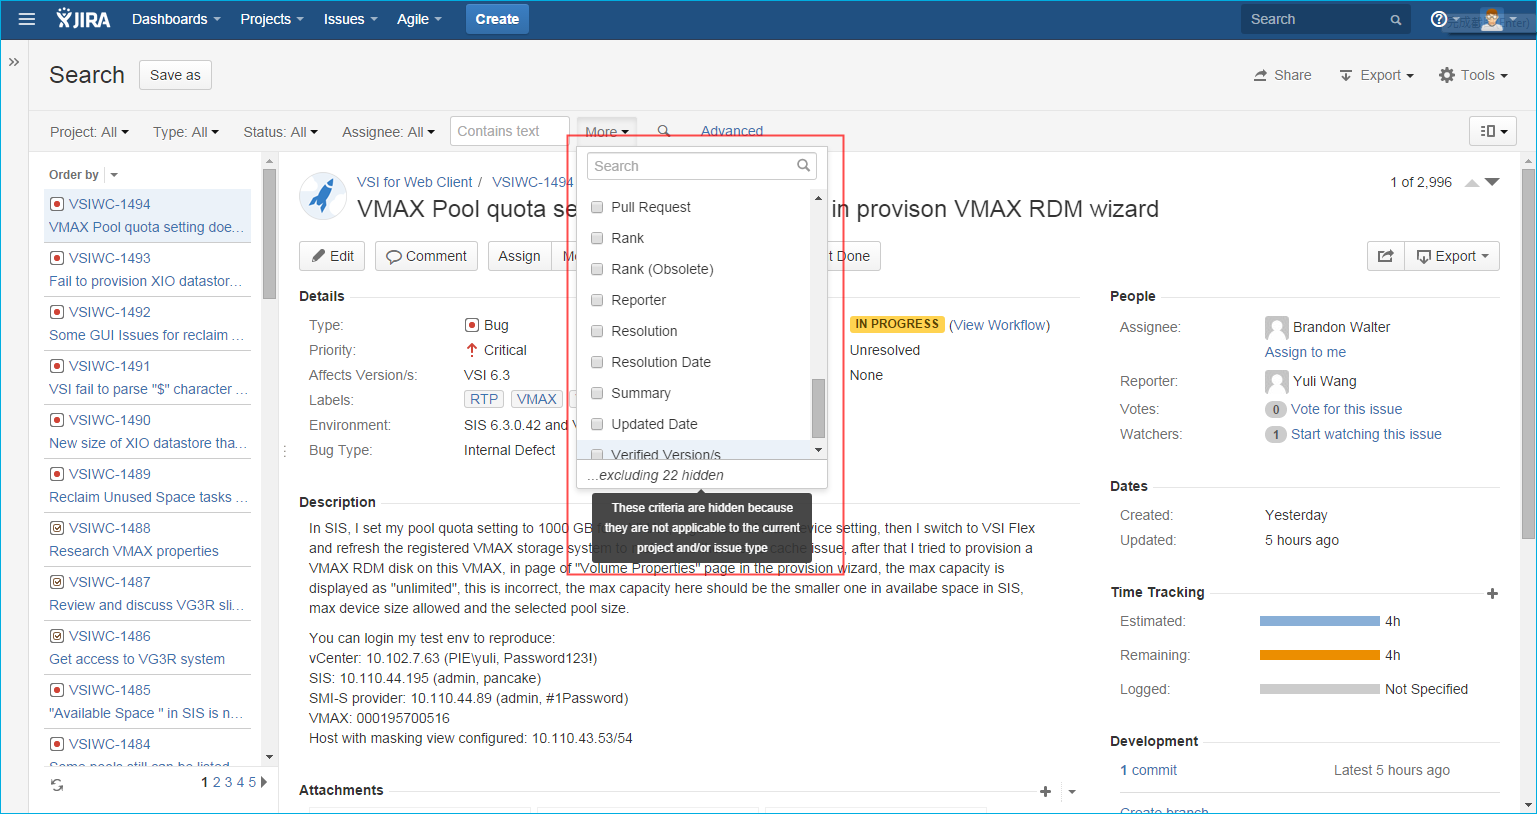 JIRA Dashboards Projects Issues Agile Create Search
Search Save as Share Export Tools
Project: All Type: All Status: All Assignee: All Contains text More Advanced
Order by
VSIWC-1494
VMAX Pool quota setting doe...
VSIWC-1493
Fail to provision XIO datastor...
VSIWC-1492
Some GUI Issues for reclaim ...
VSIWC-1491
VSI fail to parse "$" character ...
VSIWC-1490
New size of XIO datastore tha...
VSIWC-1489
Reclaim Unused Space tasks ...
VSIWC-1488
Research VMAX properties
VSIWC-1487
Review and discuss VG3R sli...
VSIWC-1486
Get access to VG3R system
VSIWC-1485
"Available Space " in SIS is n...
VSIWC-1484
Some pools still can be listed
1 2 3 4 5
VSI for Web Client / VSIWC-1494
1 of 2,996
VMAX Pool quota se in provison VMAX RDM wizard
Edit Comment Assign Mo t Done Export
Search
Pull Request
Rank
Rank (Obsolete)
Reporter
Resolution
Resolution Date
Summary
Updated Date
Verified Version/s
...excluding 22 hidden
These criteria are hidden because
they are not applicable to the current
project and/or issue type
Details
Type: Bug
IN PROGRESS (View Workflow)
Priority: Critical
Unresolved
Affects Version/s: VSI 6.3
None
Labels: RTP VMAX
Environment: SIS 6.3.0.42 and V
Bug Type: Internal Defect
Description
In SIS, I set my pool quota setting to 1000 GB evice setting, then I switch to VSI Flex
and refresh the registered VMAX storage system to cache issue, after that I tried to provision a
VMAX RDM disk on this VMAX, in page of "Volume Properties" page in the provision wizard, the max capacity is
displayed as "unlimited", this is incorrect, the max capacity here should be the smaller one in availabe space in SIS,
max device size allowed and the selected pool size.
You can login my test env to reproduce:
vCenter: 10.102.7.63 (PIE\yuli, Password123!)
SIS: 10.110.44.195 (admin, pancake)
SMI-S provider: 10.110.44.89 (admin, #1Password)
VMAX: 000195700516
Host with masking view configured: 10.110.43.53/54
Attachments
People
Assignee: Brandon Walter
Assign to me
Reporter: Yuli Wang
Votes: 0 Vote for this issue
Watchers: 1 Start watching this issue
Dates
Created: Yesterday
Updated: 5 hours ago
Time Tracking
Estimated: 4h
Remaining: 4h
Logged: Not Specified
Development
1 commit Latest 5 hours ago
Create branch